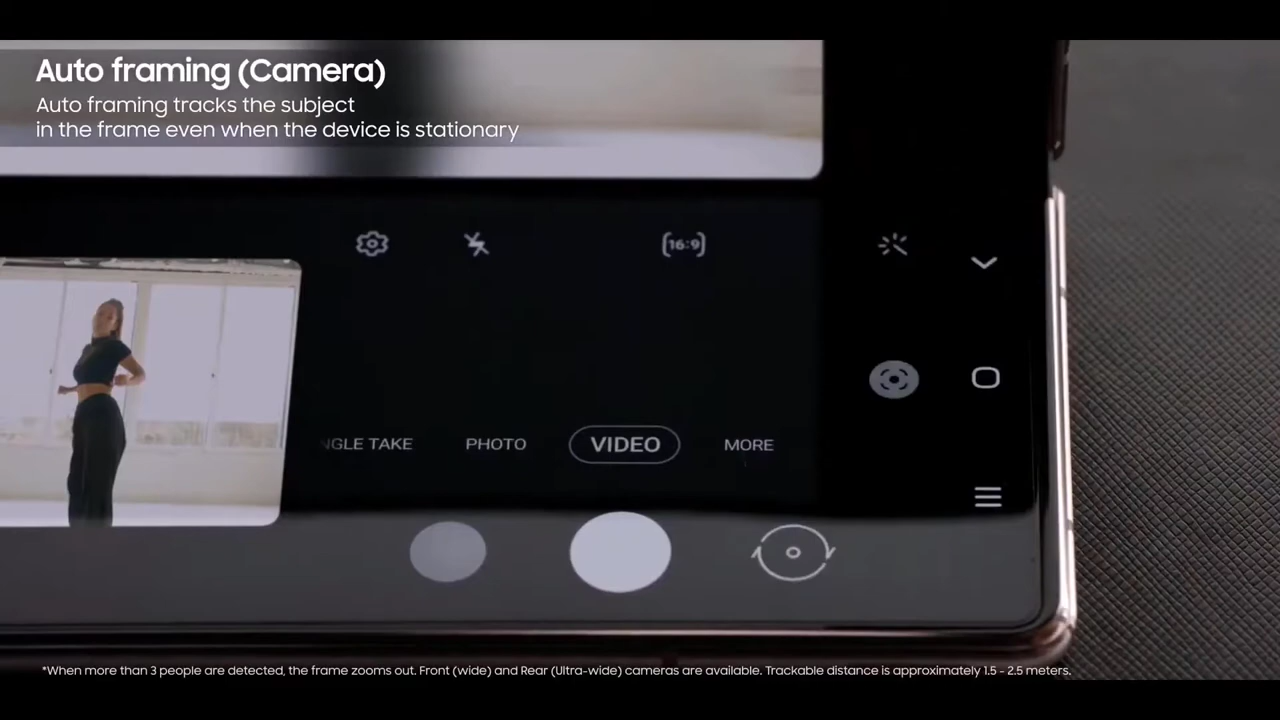 Auto framing (Camera)
Auto framing tracks the subject
in the frame even when the device is stationary
16:9
NGLE TAKE
PHOTO
VIDEO
MORE
*When more than 3 people are detected, the frame zooms out. Front (wide) and Rear (Ultra-wide) cameras are available. Trackable distance is approximately 1.5 - 2.5 meters.